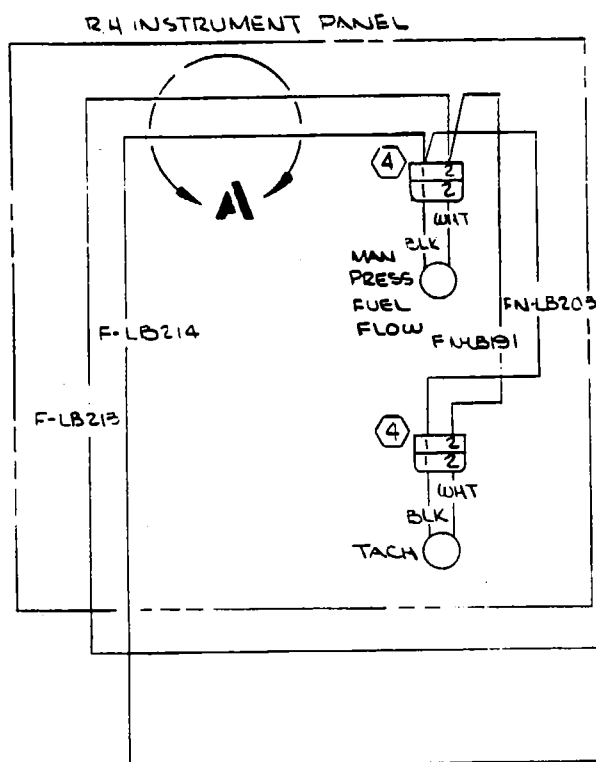 R.H INSTRUMENT PANEL
4
1 2
1 2
WHT
BLK
MAN
PRESS
FUEL
FLOW
F-LB214
FN-LB203
FN-LB191
F-LB213
4
1 2
1 2
WHT
BLK
TACH